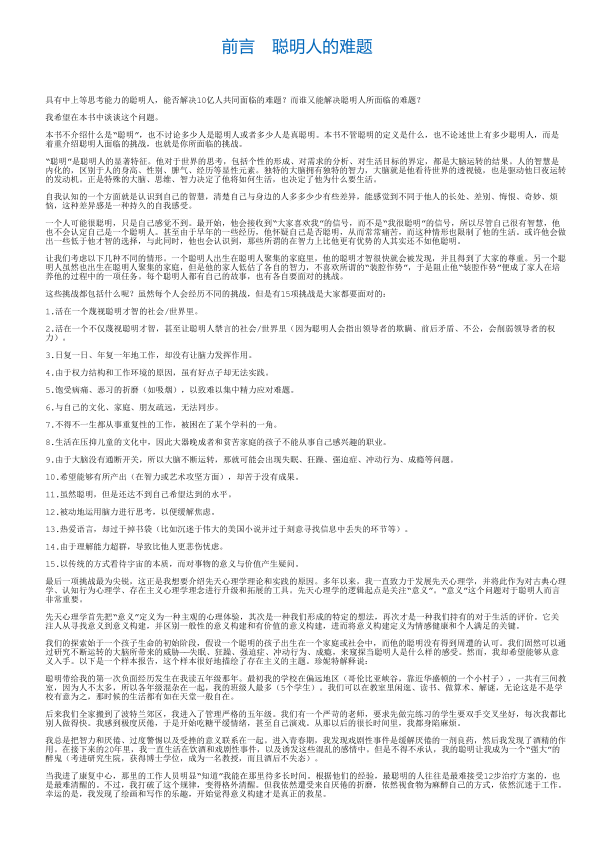 前言 聪明人的难题
具有中上等思考能力的聪明人，能否解决10亿人共同面临的难题？而谁又能解决聪明人所面临的难题？
我希望在本书中谈谈这个问题。
本书不介绍什么是“聪明”，也不讨论多少人是聪明人或者多少人是真聪明。本书不管聪明的定义是什么，也不论述世上有多少聪明人，而是
着重介绍聪明人面临的挑战，也就是你所面临的挑战。
“聪明”是聪明人的显著特征。他对于世界的思考，包括个性的形成、对需求的分析、对生活目标的界定，都是大脑运转的结果。人的智慧是
内化的，区别于人的身高、性别、脾气、经历等显性元素。独特的大脑拥有独特的智力，大脑就是他看待世界的透视镜，也是驱动他日夜运转
的发动机。正是特殊的大脑、思维、智力决定了他将如何生活，也决定了他为什么要生活。
自我认知的一个方面就是认识到自己的智慧，清楚自己与身边的人多多少少有些差异，能感觉到不同于他人的长处、差别、悔恨、奇妙、烦
恼，这种差异感是一种持久的自我感受。
一个人可能很聪明，只是自己感觉不到。最开始，他会接收到“大家喜欢我”的信号，而不是“我很聪明”的信号，所以尽管自己很有智慧，他
也不会认定自己是一个聪明人。甚至由于早年的一些经历，他怀疑自己是否聪明，从而常常痛苦，而这种情形也限制了他的生活。或许他会做
出一些低于他才智的选择，与此同时，他也会认识到，那些所谓的在智力上比他更有优势的人其实还不如他聪明。
让我们考虑以下几种不同的情形。一个聪明人出生在聪明人聚集的家庭里，他的聪明才智很快就会被发现，并且得到了大家的尊重。另一个聪
明人虽然也出生在聪明人聚集的家庭，但是他的家人低估了各自的智力，不喜欢所谓的“装腔作势”，于是阻止他“装腔作势”便成了家人在培
养他的过程中的一项任务。每个聪明人都有自己的故事，也有各自要面对的挑战。
这些挑战都包括什么呢？虽然每个人会经历不同的挑战，但是有15项挑战是大家都要面对的：
1.活在一个蔑视聪明才智的社会/世界里。
2.活在一个不仅蔑视聪明才智，甚至让聪明人禁言的社会/世界里（因为聪明人会指出领导者的欺瞒、前后矛盾、不公，会削弱领导者的权
力）。
3.日复一日、年复一年地工作，却没有让脑力发挥作用。
4.由于权力结构和工作环境的原因，虽有好点子却无法实践。
5.饱受病痛、恶习的折磨（如吸烟），以致难以集中精力应对难题。
6.与自己的文化、家庭、朋友疏远，无法同步。
7.不得不一生都从事重复性的工作，被困在了某个学科的一角。
8.生活在压抑儿童的文化中，因此大器晚成者和贫苦家庭的孩子不能从事自己感兴趣的职业。
9.由于大脑没有通断开关，所以大脑不断运转，那就可能会出现失眠、狂躁、强迫症、冲动行为、成瘾等问题。
10.希望能够有所产出（在智力或艺术攻坚方面），却苦于没有成果。
11.虽然聪明，但是还达不到自己希望达到的水平。
12.被动地运用脑力进行思考，以便缓解焦虑。
13.热爱语言，却过于掉书袋（比如沉迷于伟大的美国小说并过于刻意寻找信息中丢失的环节等）。
14.由于理解能力超群，导致比他人更悲伤忧虑。
15.以传统的方式看待宇宙的本质，而对事物的意义与价值产生疑问。
最后一项挑战最为尖锐，这正是我想要介绍先天心理学理论和实践的原因。多年以来，我一直致力于发展先天心理学，并将此作为对古典心理
学、认知行为心理学、存在主义心理学理念进行升级和拓展的工具。先天心理学的逻辑起点是关注“意义”。“意义”这个问题对于聪明人而言
非常重要。
先天心理学首先把“意义”定义为一种主观的心理体验，其次是一种我们形成的特定的想法，再次才是一种我们持有的对于生活的评价。它关
注人从寻找意义到意义构建，并区别一般性的意义构建和有价值的意义构建，进而将意义构建定义为情感健康和个人满足的关键。
我们的探索始于一个孩子生命的初始阶段，假设一个聪明的孩子出生在一个家庭或社会中，而他的聪明没有得到周遭的认可，我们固然可以通
过研究不断运转的大脑所带来的威胁——失眠、狂躁、强迫症、冲动行为、成瘾，来窥探当聪明人是什么样的感受。然而，我却希望能够从意
义入手。以下是一个样本报告，这个样本很好地描绘了存在主义的主题。珍妮特解释说：
聪明带给我的第一次负面经历发生在我读五年级那年。最初我的学校在偏远地区（哥伦比亚峡谷，靠近华盛顿的一个小村子），一共有三间教
室，因为人不太多，所以各年级混杂在一起，我的班级人最多（5个学生）。我们可以在教室里闲逛、读书、做算术、解谜，无论这是不是学
校有意为之。那时候的生活都有如在天堂一般自在。
后来我们全家搬到了波特兰郊区，我进入了管理严格的五年级。我们有一个严苛的老师，要求先做完练习的学生要双手交叉坐好，每次我都比
别人做得快。我感到极度厌倦，于是开始吃糖平缓情绪，甚至自己演戏。从那以后的很长时间里，我都身陷麻烦。
我总是把智力和厌倦、过度警惕以及受挫的意义联系在一起。进入青春期，我发现戏剧性事件是缓解厌倦的一剂良药，然后我发现了酒精的作
用。在接下来的20年里，我一直生活在饮酒和戏剧性事件，以及诱发这些混乱的感情中。但是不得不承认，我的聪明让我成为一个“强大”的
醉鬼（考进研究生院，获得博士学位，成为一名教授，而且酒后不失态）。
当我进了康复中心，那里的工作人员明显“知道”我能在那里待多长时间。根据他们的经验，最聪明的人往往是最难接受12步治疗方案的，也
是最难清醒的。不过，我打破了这个规律，变得格外清醒。但我依然遭受来自厌倦的折磨，依然视食物为麻醉自己的方式，依然沉迷于工作。
幸运的是，我发现了绘画和写作的乐趣，开始觉得意义构建才是真正的救星。